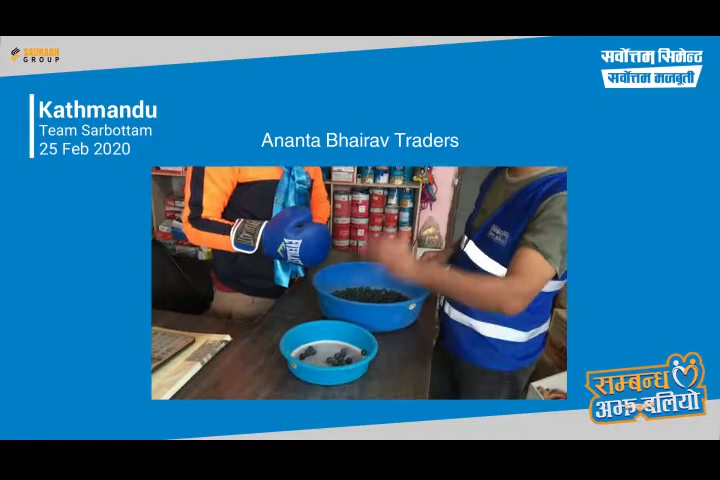 SAURABH
GROUP
सर्वोत्तम सिमेन्ट
सर्वोत्तम मजबूती
Kathmandu
Team Sarbottam
25 Feb 2020
Ananta Bhairav Traders
EVERLAST
सम्बन्ध
अझ बलियो